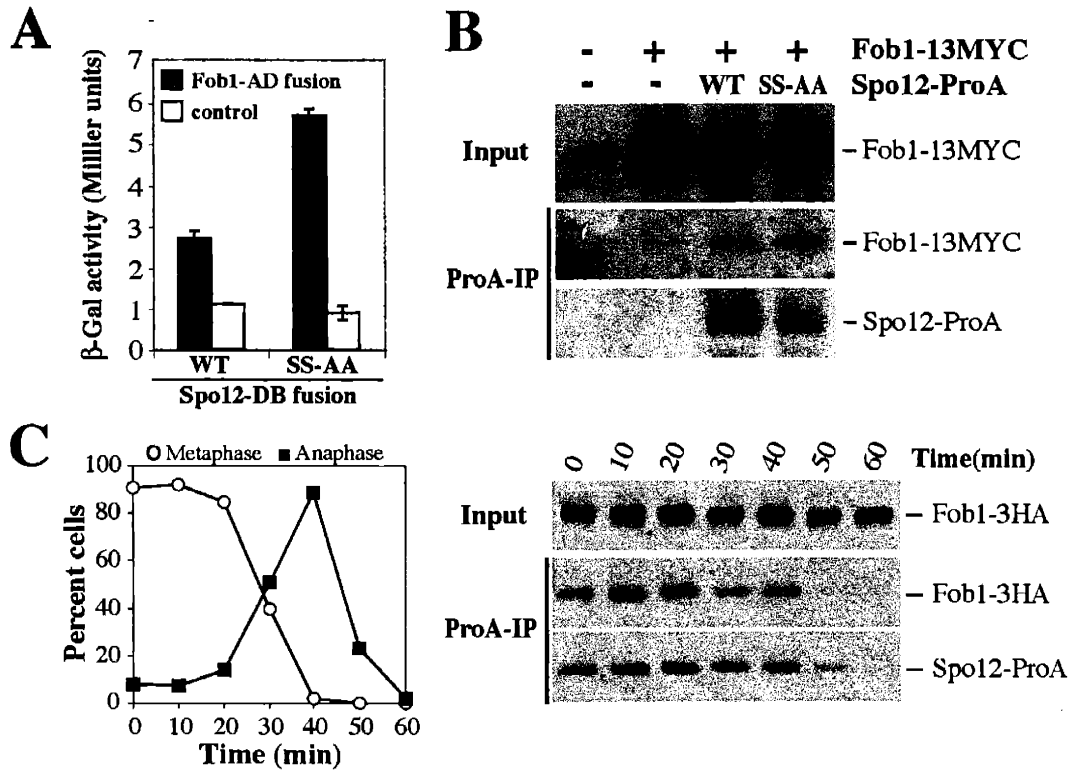 A
β-Gal activity (Milller units)
7
6
5
4
3
2
1
0
Fob1-AD fusion
control
WT SS-AA
Spo12-DB fusion
B
- + + + Fob1-13MYC
- - WT SS-AA Spo12-ProA
Input
– Fob1-13MYC
ProA-IP
– Fob1-13MYC
– Spo12-ProA
C
Metaphase Anaphase
Percent cells
100
80
60
40
20
0
0 10 20 30 40 50 60
Time (min)
0 10 20 30 40 50 60 Time(min)
Input
– Fob1-3HA
ProA-IP
– Fob1-3HA
– Spo12-ProA